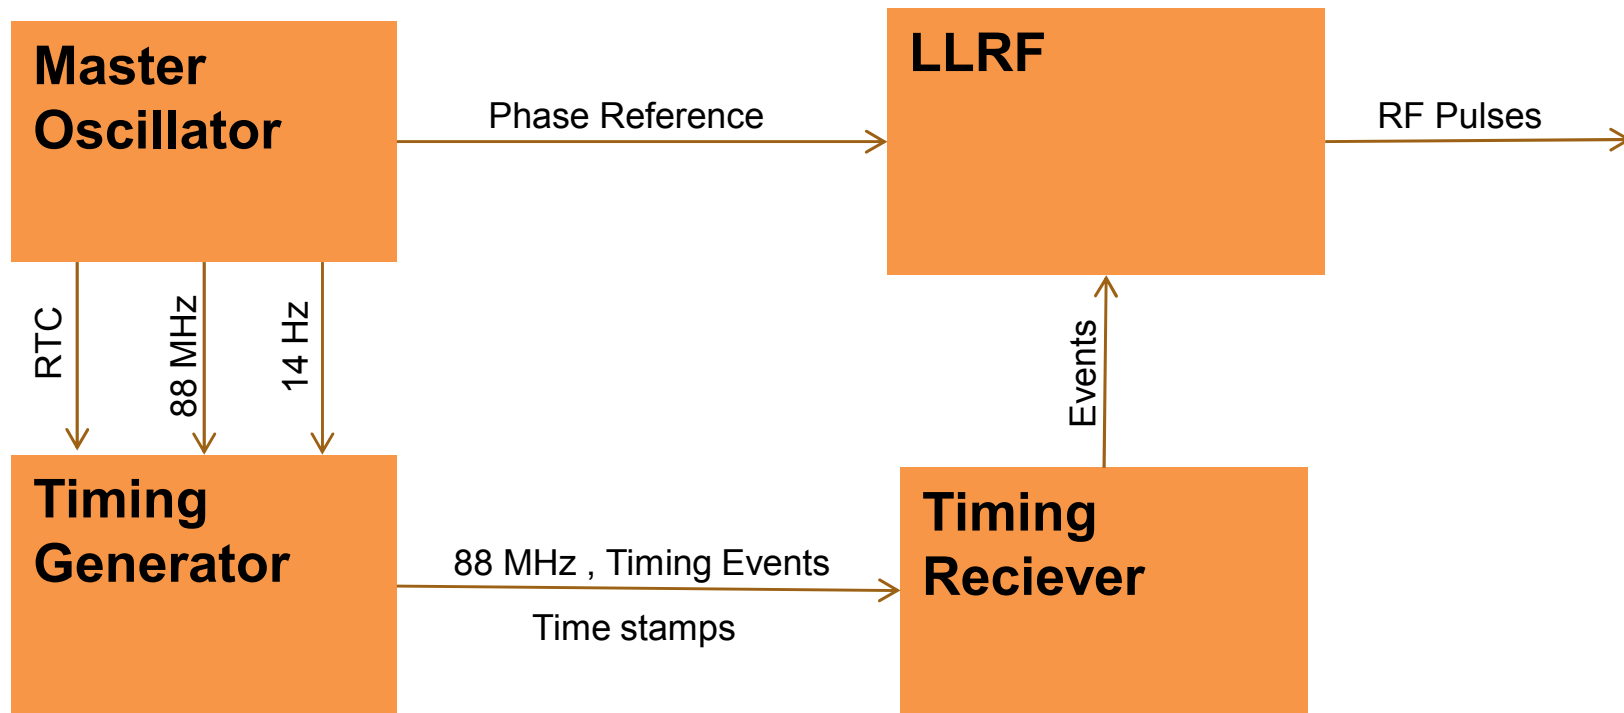 Master
Oscillator
Phase Reference
LLRF
RF Pulses
RTC
88 MHz
14 Hz
Events
Timing
Generator
88 MHz , Timing Events
Time stamps
Timing
Reciever